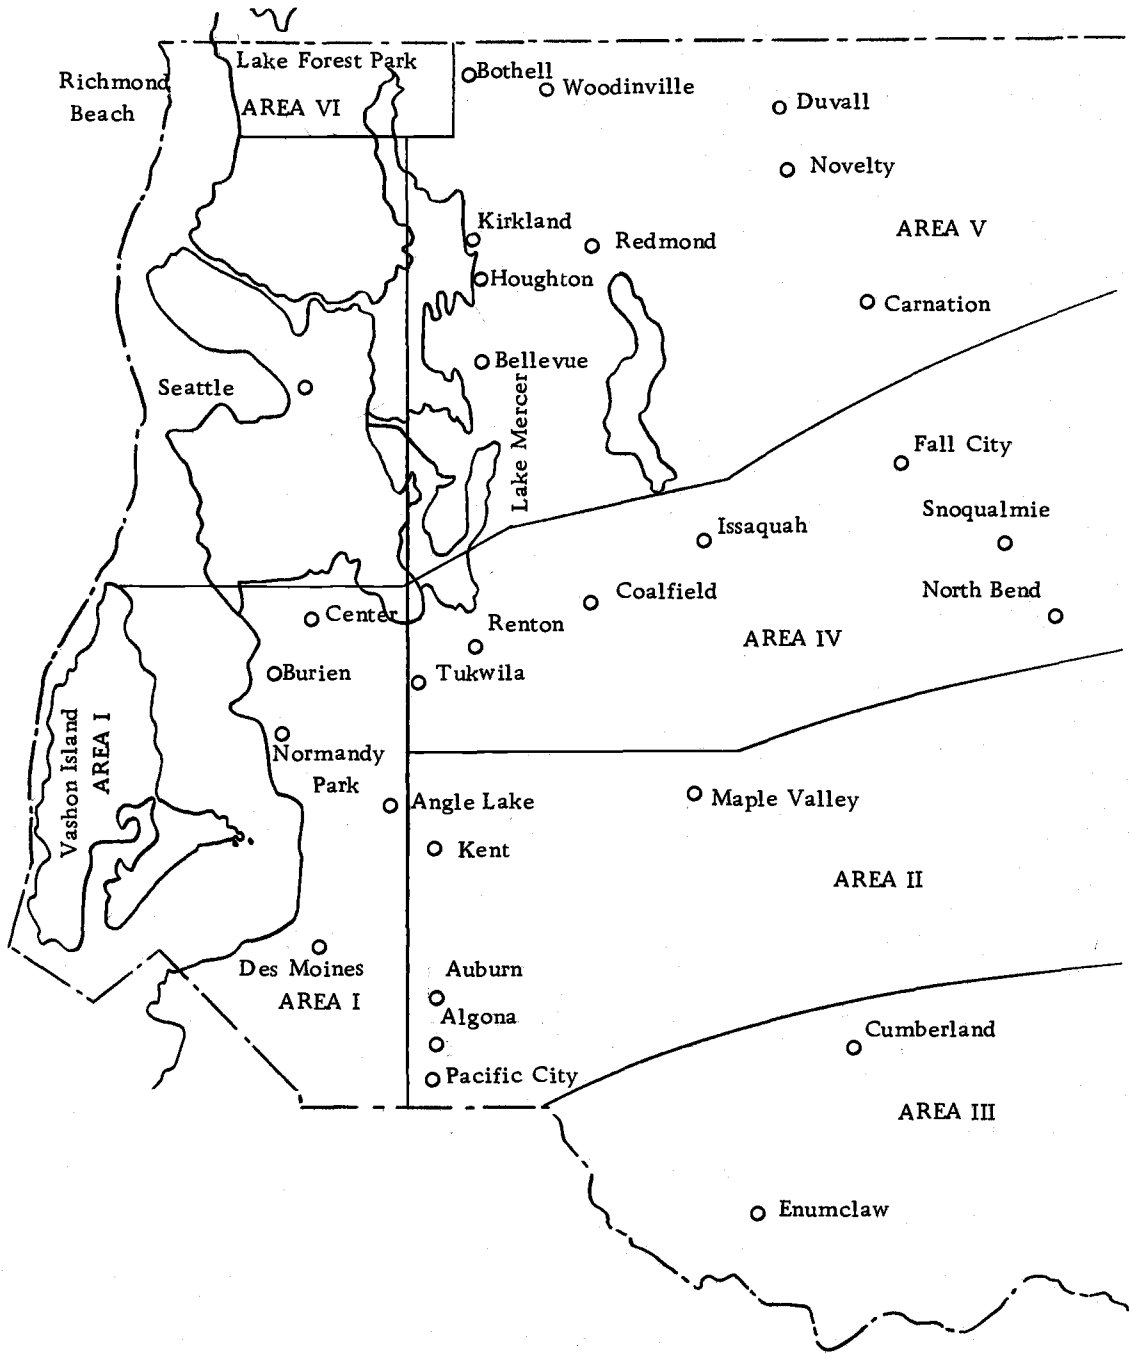 Lake Forest Park
Bothell
Richmond
Beach
Woodinville
AREA VI
Duvall
Novelty
Kirkland
AREA V
Redmond
Houghton
Carnation
Bellevue
Seattle
Lake Mercer
Fall City
Snoqualmie
Issaquah
Coalfield
North Bend
Center
Renton
AREA IV
Burien
Tukwila
Vashon Island
AREA I
Normandy
Park
Angle Lake
Maple Valley
Kent
AREA II
Des Moines
Auburn
AREA I
Algona
Cumberland
Pacific City
AREA III
Enumclaw